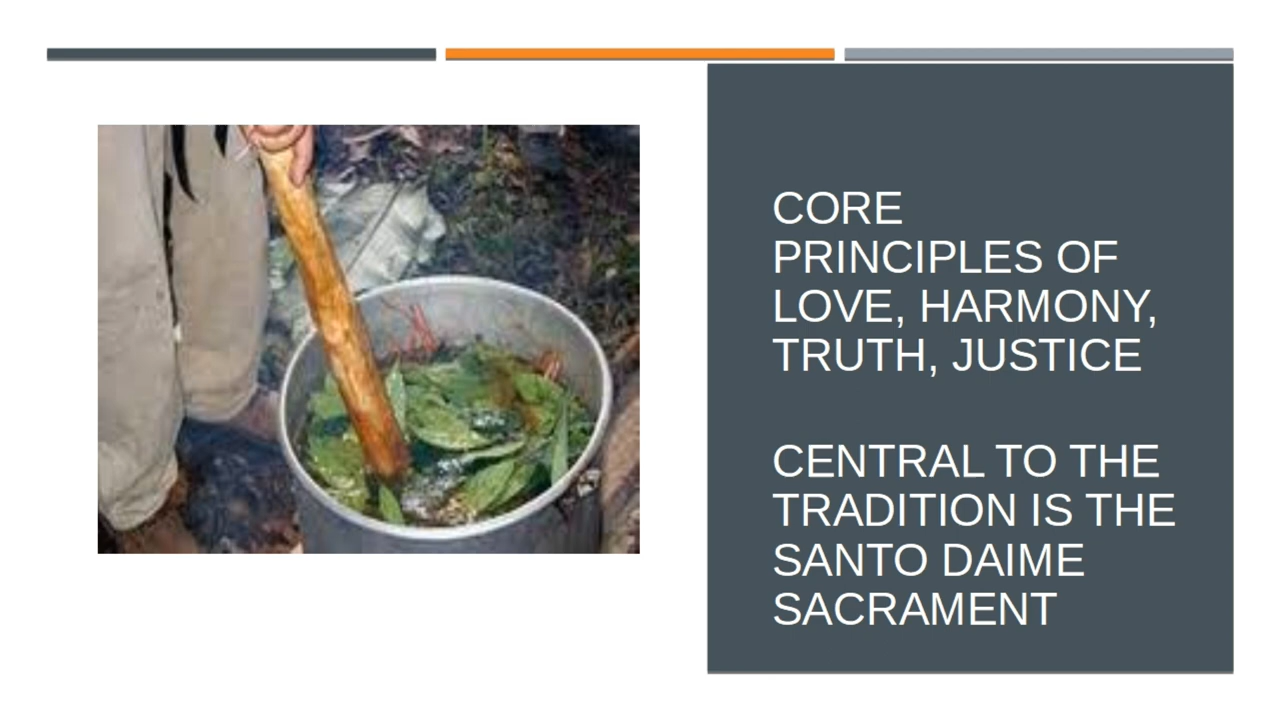 CORE
PRINCIPLES OF
LOVE, HARMONY,
TRUTH, JUSTICE
CENTRAL TO THE
TRADITION IS THE
SANTO DAIME
SACRAMENT